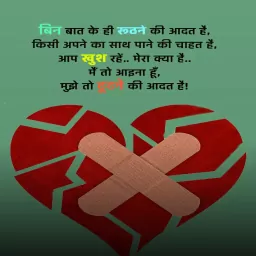 बिन बात के ही रूठने की आदत है,
किसी अपने का साथ पाने की चाहत है,
आप खुश रहें.. मेरा क्या है..
मैं तो आइना हूँ,
मुझे तो टूटने की आदत है!